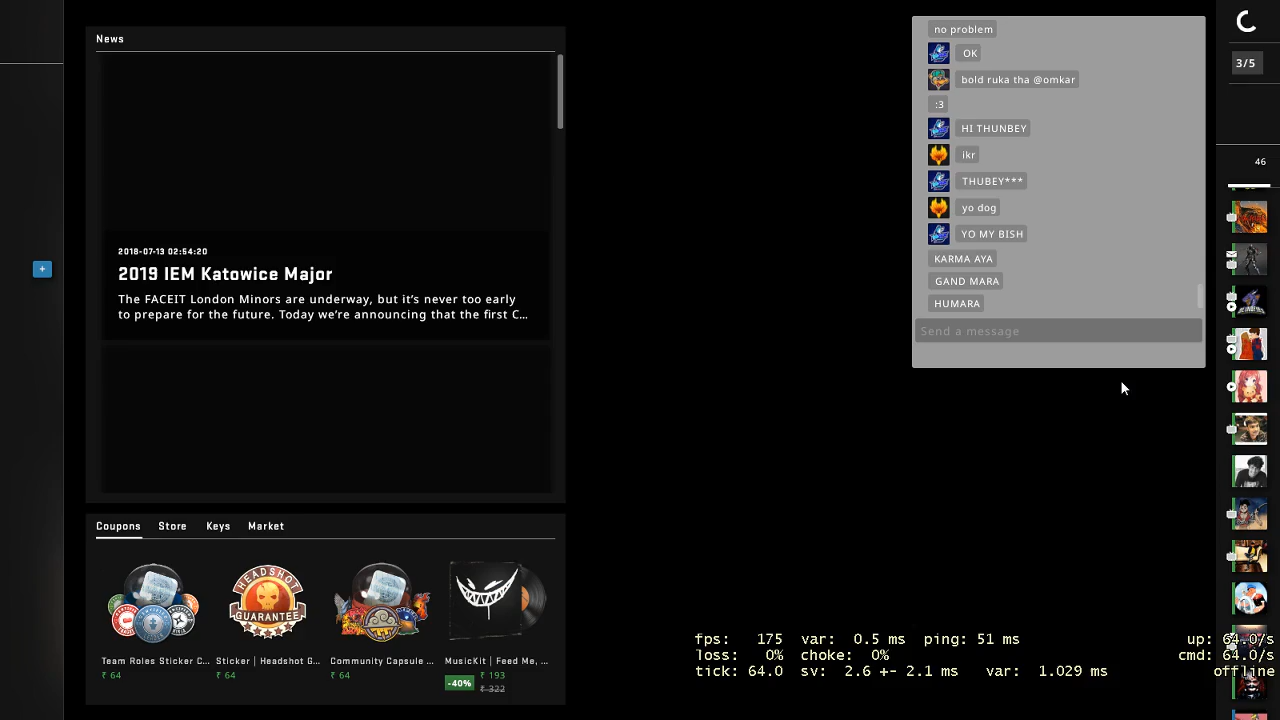 News
2018-07-13 02:54:20
2019 IEM Katowice Major
The FACEIT London Minors are underway, but it's never too early
to prepare for the future. Today we're announcing that the first C...
Coupons Store Keys Market
Team Roles Sticker C...
₹ 64
Sticker | Headshot G...
₹ 64
Community Capsule ...
₹ 64
MusicKit | Feed Me, ...
-40%
₹ 193
₹ 322
HEADSHOT
GUARANTEE
no problem
OK
bold ruka tha @omkar
:3
HI THUNBEY
ikr
THUBEY***
yo dog
YO MY BISH
KARMA AYA
GAND MARA
HUMARA
Send a message
3/5
46
fps: 175 var: 0.5 ms ping: 51 ms
loss: 0% choke: 0%
tick: 64.0 sv: 2.6 +- 2.1 ms var: 1.029 ms
up: 64.0/s
cmd: 64.0/s
offline